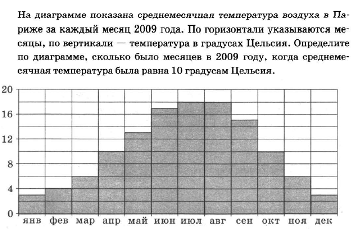 На диаграмме показана среднемесячная температура воздуха в Па-
риже за каждый месяц 2009 года. По горизонтали указываются ме-
сяцы, по вертикали — температура в градусах Цельсия. Определите
по диаграмме, сколько было месяцев в 2009 году, когда среднеме-
сячная температура была равна 10 градусам Цельсия.
20
16
12
8
4
0
янв фев мар апр май июн июл авг сен окт ноя дек